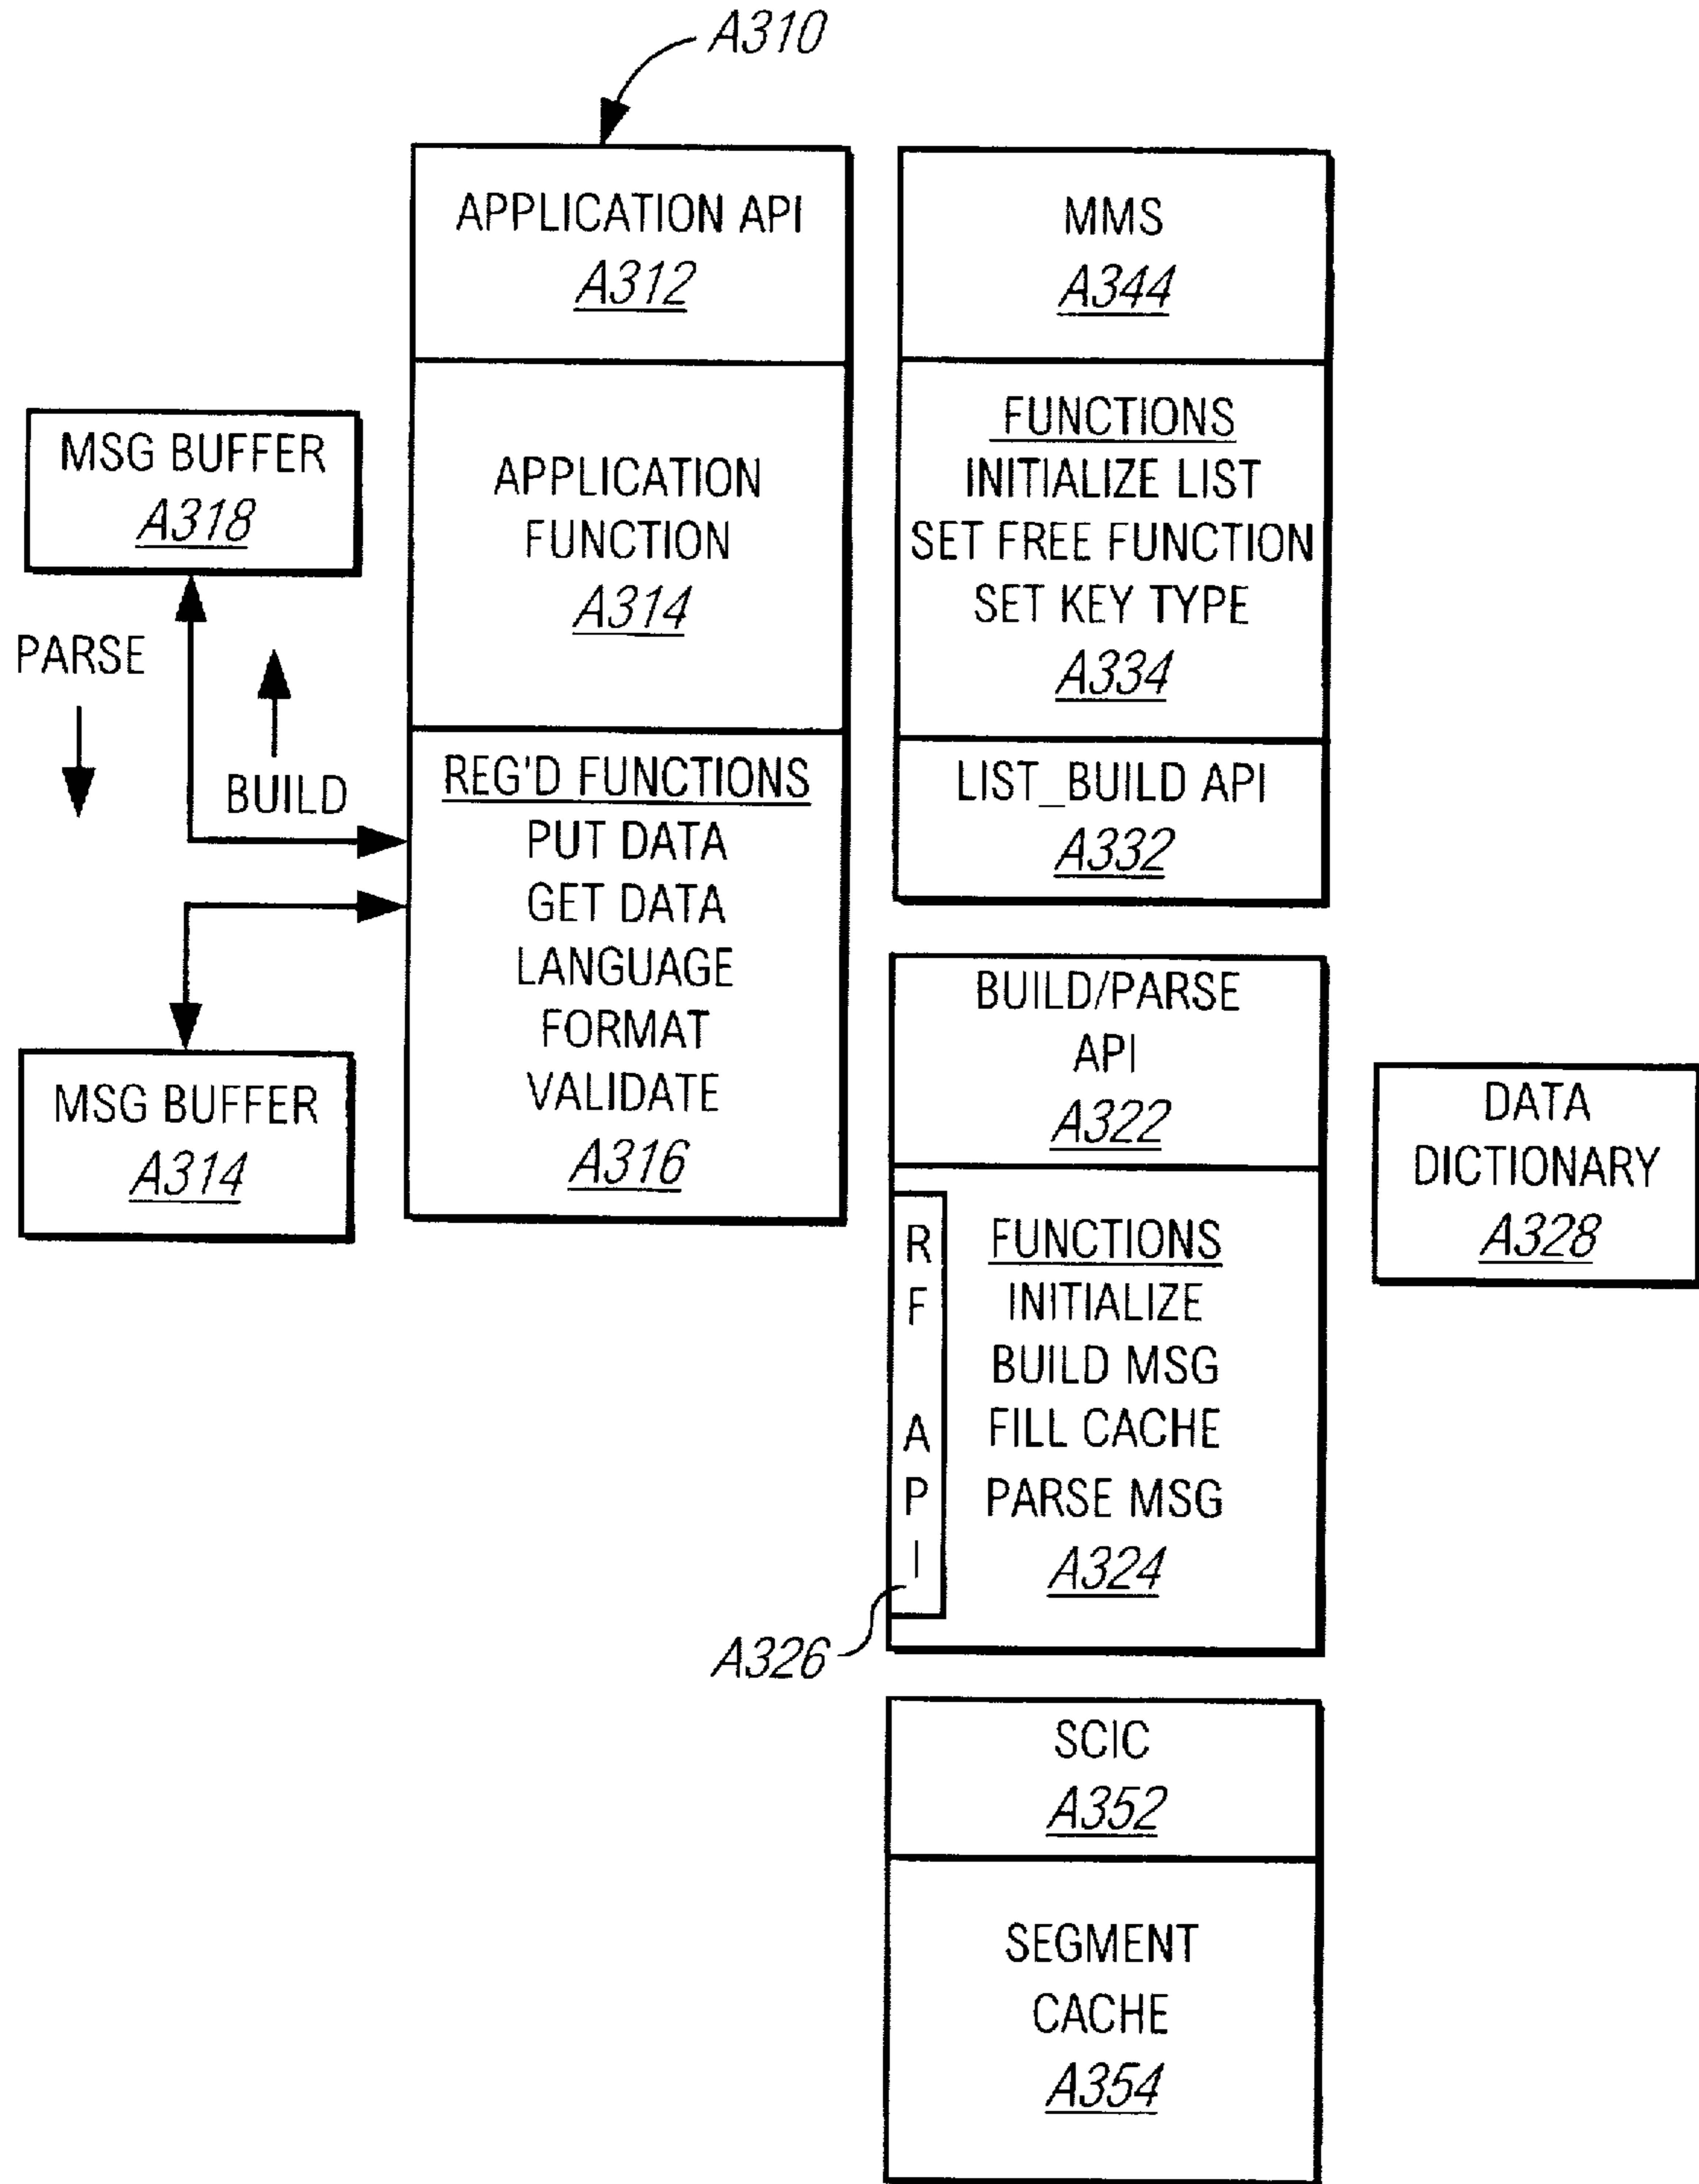 A310
APPLICATION API
A312
APPLICATION
FUNCTION
A314
REG'D FUNCTIONS
PUT DATA
GET DATA
LANGUAGE
FORMAT
VALIDATE
A316
MSG BUFFER
A318
PARSE
BUILD
MSG BUFFER
A314
MMS
A344
FUNCTIONS
INITIALIZE LIST
SET FREE FUNCTION
SET KEY TYPE
A334
LIST_BUILD API
A332
BUILD/PARSE
API
A322
RF API
FUNCTIONS
INITIALIZE
BUILD MSG
FILL CACHE
PARSE MSG
A324
A326
DATA
DICTIONARY
A328
SCIC
A352
SEGMENT
CACHE
A354